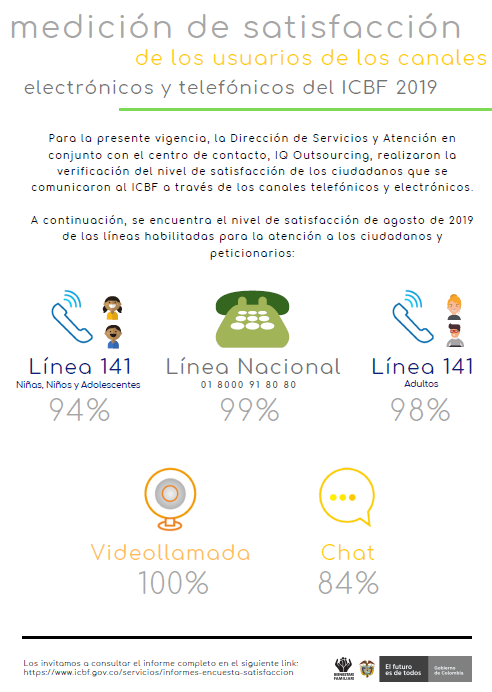 medición de satisfacción
de los usuarios de los canales
electrónicos y telefónicos del ICBF 2019
Para la presente vigencia, la Dirección de Servicios y Atención en
conjunto con el centro de contacto, IQ Outsourcing, realizaron la
verificación del nivel de satisfacción de los ciudadanos que se
comunicaron al ICBF a través de los canales telefónicos y electrónicos.
A continuación, se encuentra el nivel de satisfacción de agosto de 2019
de las líneas habilitadas para la atención a los ciudadanos y
peticionarios:
Línea 141
Niñas, Niños y Adolescentes
94%
Línea Nacional
01 8000 91 80 80
99%
Línea 141
Adultos
98%
Videollamada
100%
Chat
84%
Los invitamos a consultar el informe completo en el siguiente link:
https://www.icbf.gov.co/servicios/informes-encuesta-satisfaccion
BIENESTAR
FAMILIAR
El futuro
es de todos
Gobierno
de Colombia